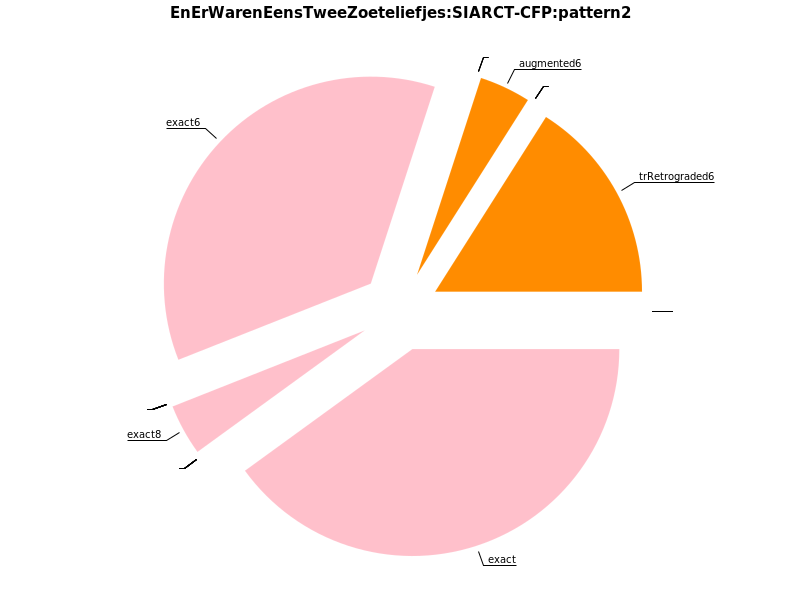 EnErWarenEensTweeZoeteliefjes:SIARCT-CFP:pattern2
augmented6
exact6
trRetrograded6
exact8
exact